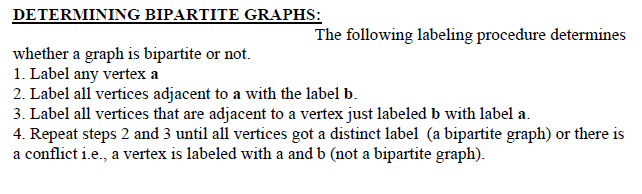 DETERMINING BIPARTITE GRAPHS:
The following labeling procedure determines
whether a graph is bipartite or not.
1. Label any vertex a
2. Label all vertices adjacent to a with the label b.
3. Label all vertices that are adjacent to a vertex just labeled b with label a.
4. Repeat steps 2 and 3 until all vertices got a distinct label (a bipartite graph) or there is
a conflict i.e., a vertex is labeled with a and b (not a bipartite graph).